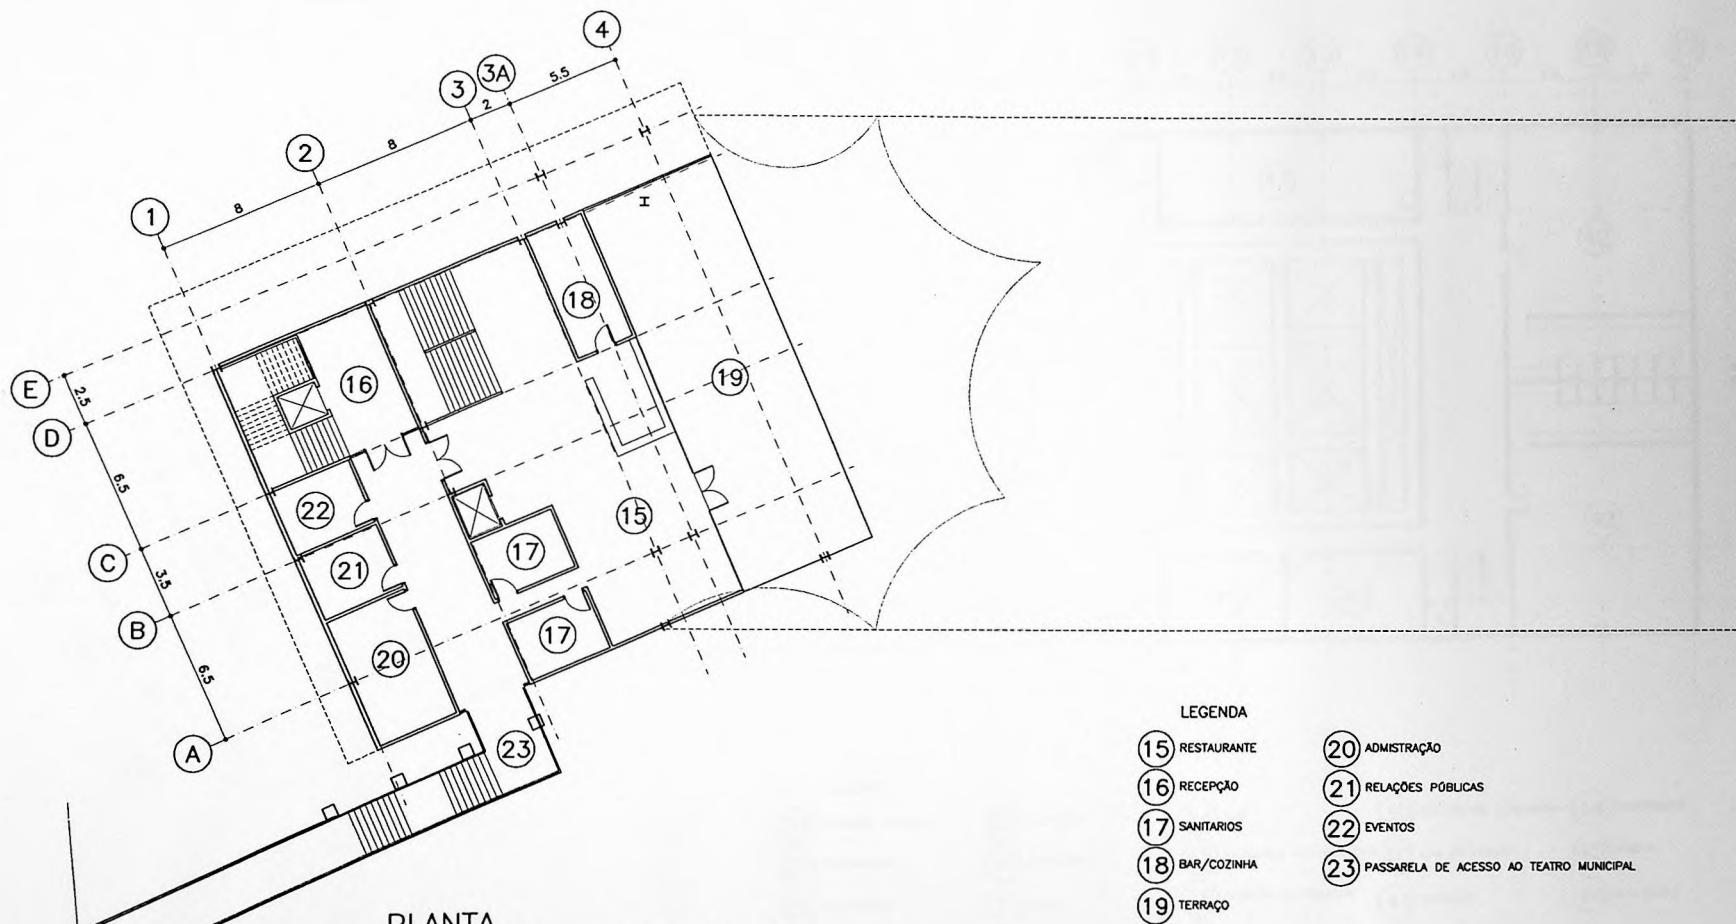 4
3A
5.5
3
2
2
8
1
8
E
2.5
D
6.5
C
3.5
B
6.5
A
18
16
19
22
15
17
21
17
20
23
PLANTA
LEGENDA
15 RESTAURANTE
16 RECEPÇÃO
17 SANITARIOS
18 BAR/COZINHA
19 TERRAÇO
20 ADMISTRAÇÃO
21 RELAÇÕES PÚBLICAS
22 EVENTOS
23 PASSARELA DE ACESSO AO TEATRO MUNICIPAL